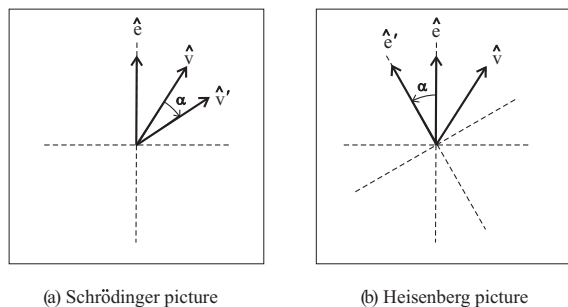 ê
v̂
α
v̂′
ê′
ê
v̂
α
(a) Schrödinger picture
(b) Heisenberg picture